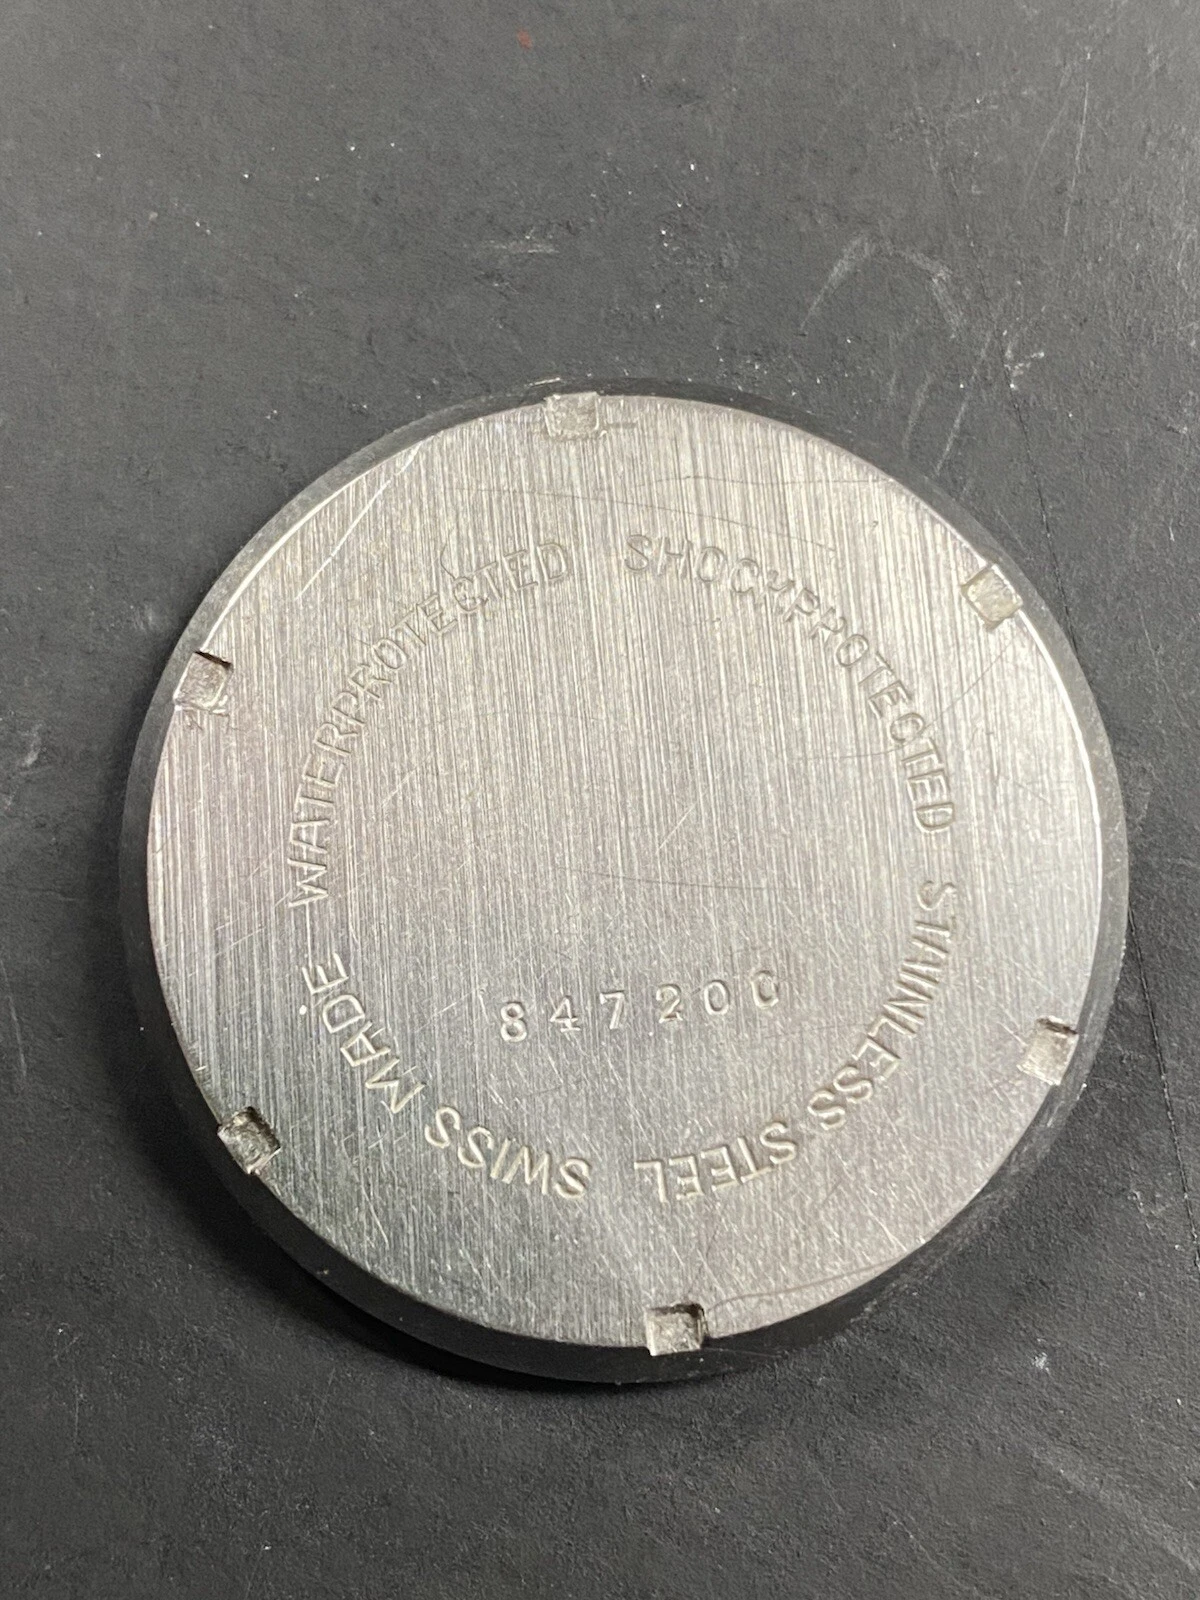 WATERPROTECTED SHOCKPROTECTED STAINLESS STEEL SWISS MADE
847200